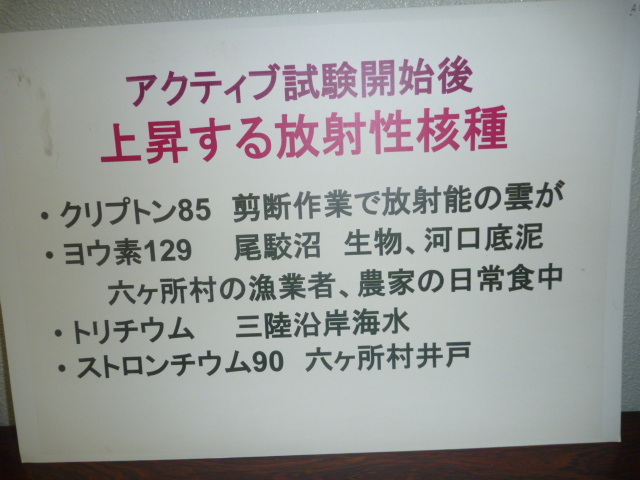 アクティブ試験開始後
上昇する放射性核種
・クリプトン85 剪断作業で放射能の雲が
・ヨウ素129 尾駮沼 生物、河口底泥
六ヶ所村の漁業者、農家の日常食中
・トリチウム 三陸沿岸海水
・ストロンチウム90 六ヶ所村井戸